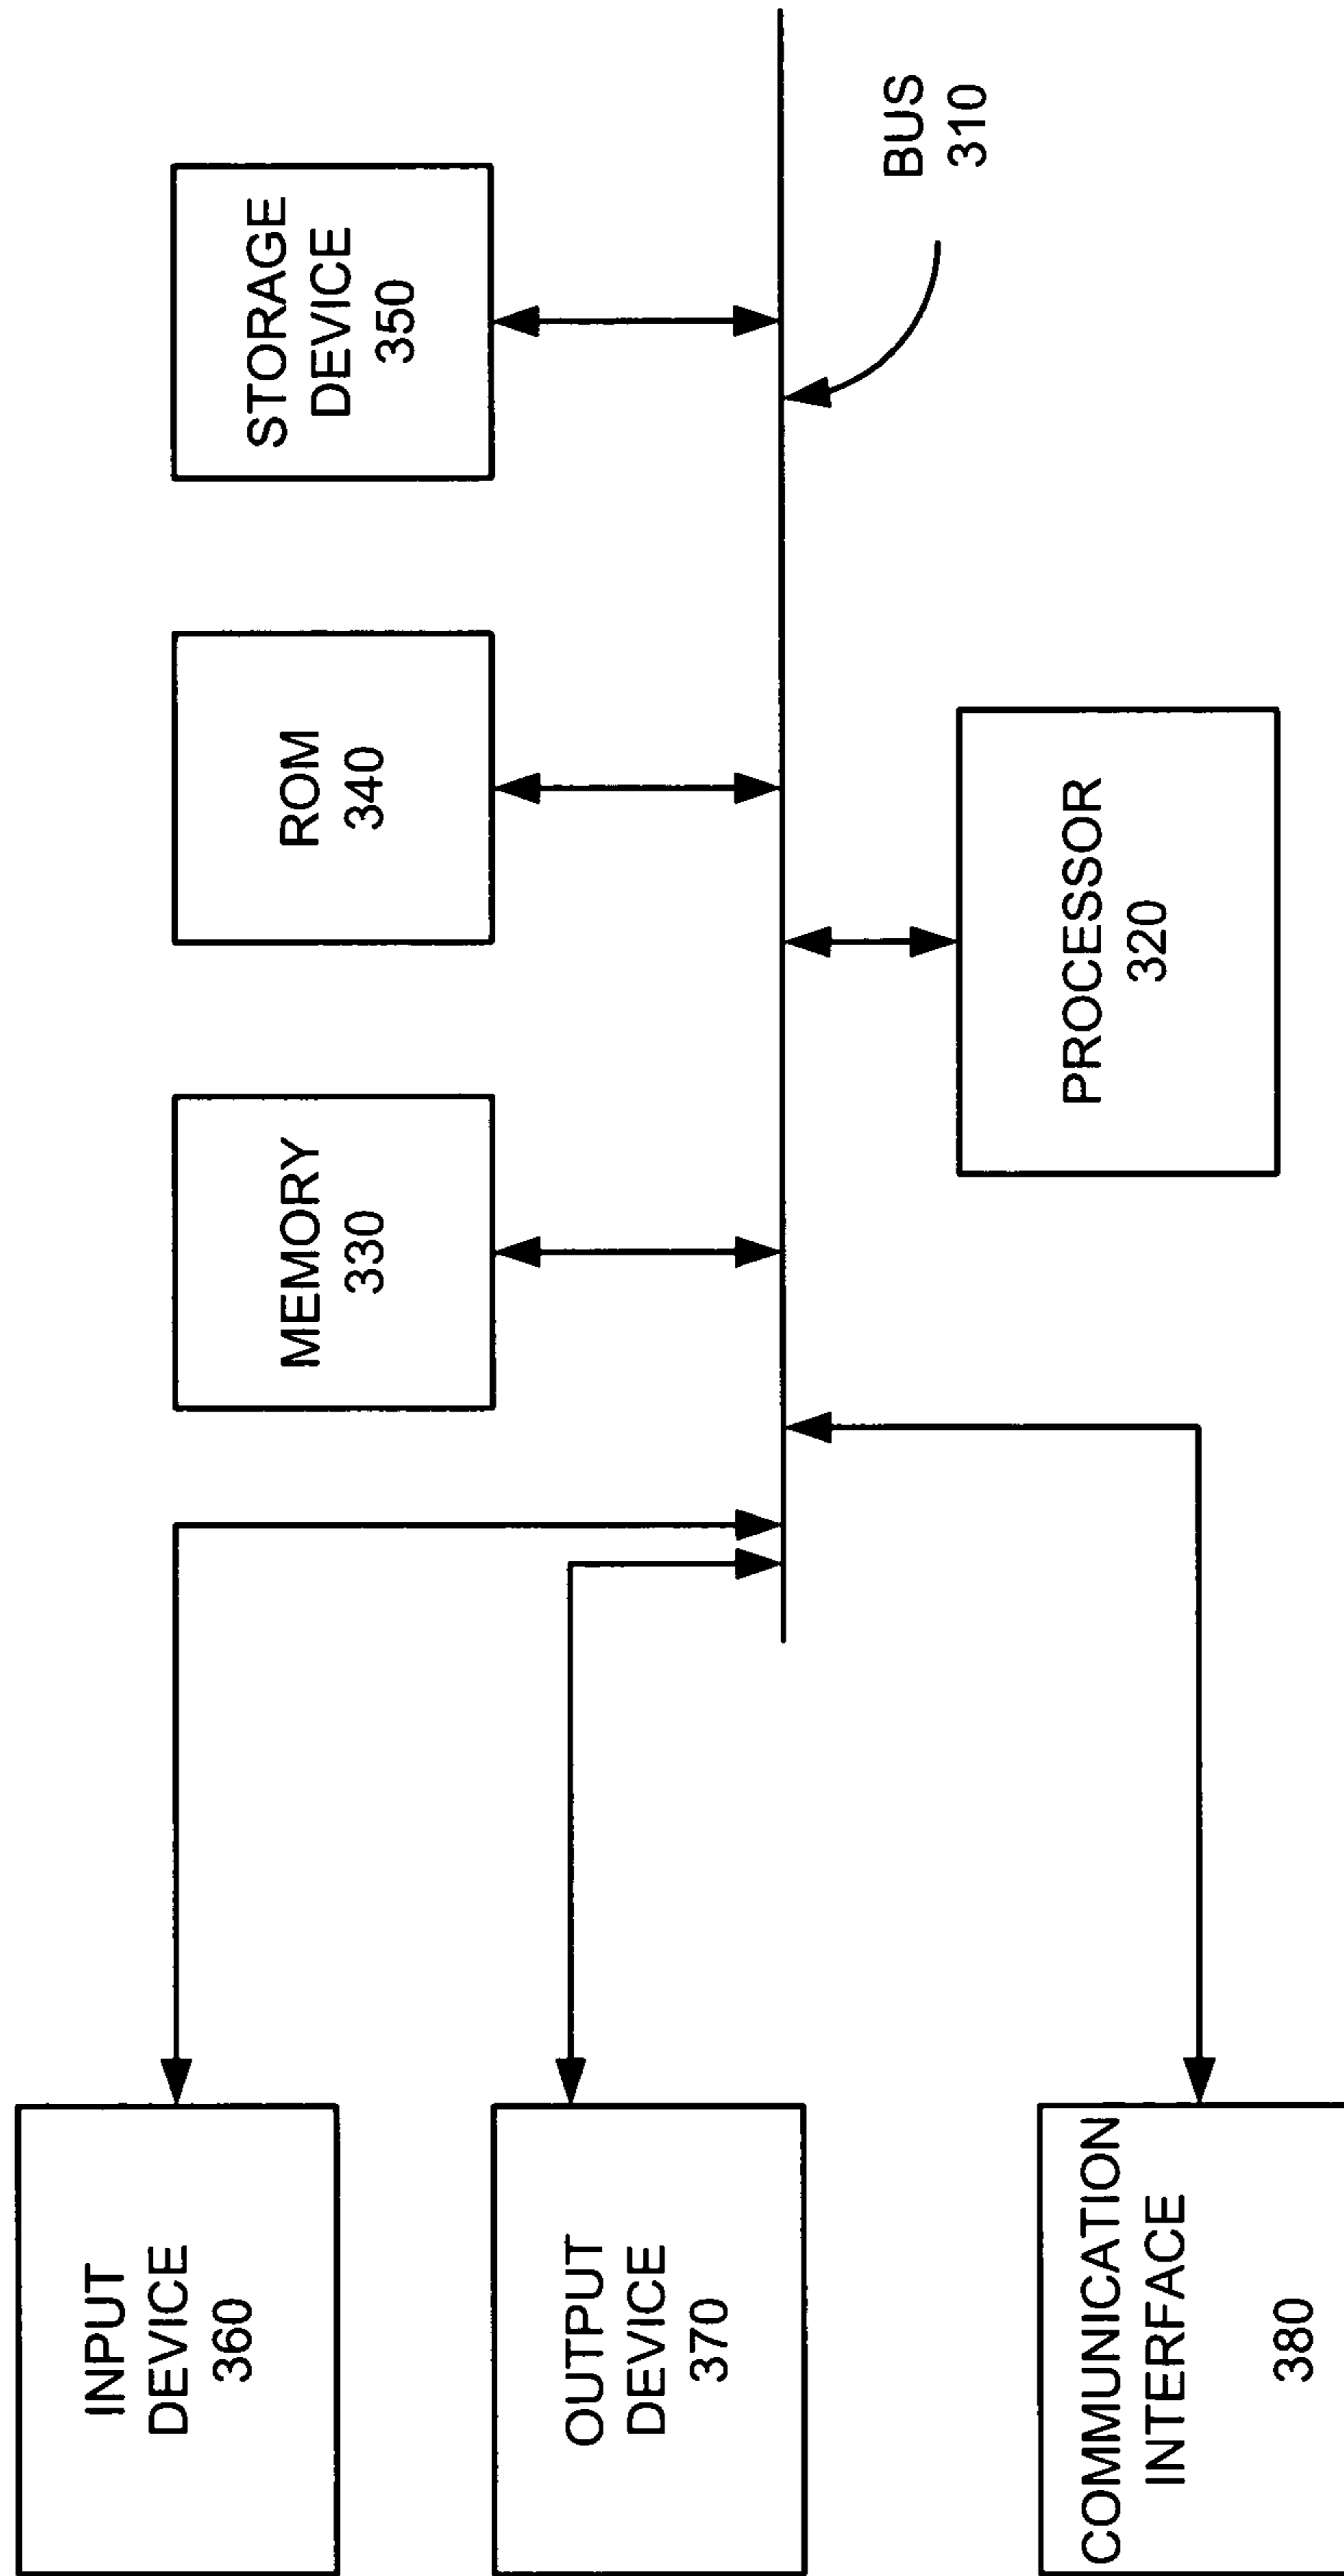 INPUT
DEVICE
360
MEMORY
330
ROM
340
STORAGE
DEVICE
350
OUTPUT
DEVICE
370
BUS
310
COMMUNICATION
INTERFACE
380
PROCESSOR
320